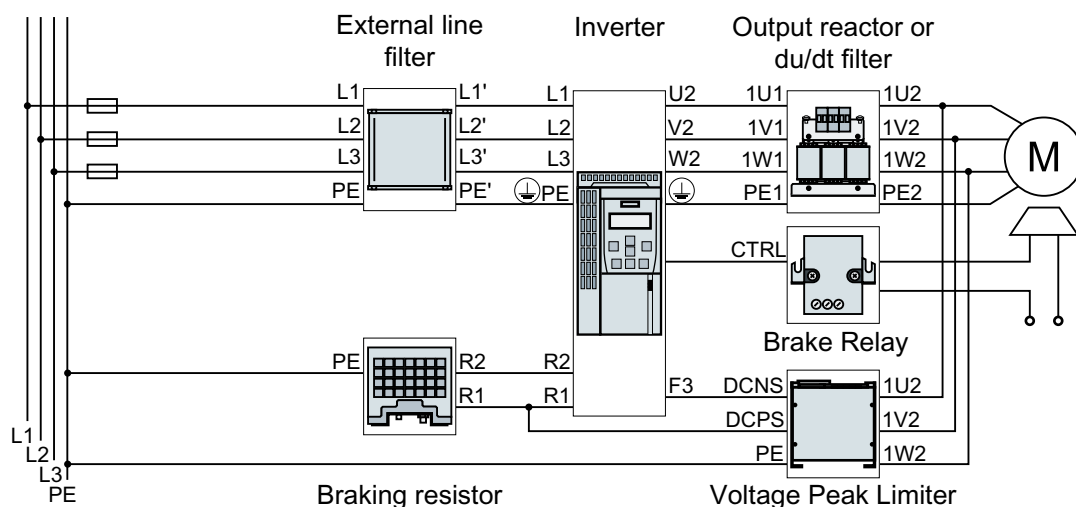 External line
filter
Inverter
Output reactor or
du/dt filter
L1 L1' L1 U2 1U1 1U2
L2 L2' L2 V2 1V1 1V2
L3 L3' L3 W2 1W1 1W2
PE PE' PE PE1 PE2
M
CTRL
Brake Relay
PE R2 R2
R1 R1
F3 DCNS 1U2
DCPS 1V2
PE 1W2
L1
L2
L3
PE
Braking resistor
Voltage Peak Limiter